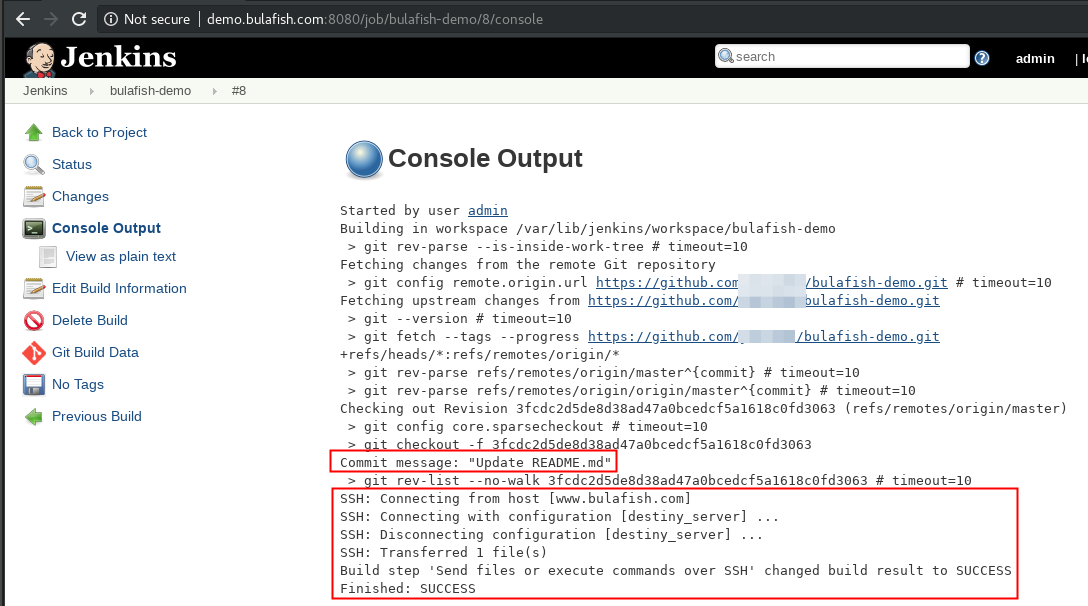 Not secure | demo.bulafish.com:8080/job/bulafish-demo/8/console
Jenkins
search
admin
Jenkins
bulafish-demo
#8
Back to Project
Status
Changes
Console Output
View as plain text
Edit Build Information
Delete Build
Git Build Data
No Tags
Previous Build
Console Output
Started by user admin
Building in workspace /var/lib/jenkins/workspace/bulafish-demo
> git rev-parse --is-inside-work-tree # timeout=10
Fetching changes from the remote Git repository
> git config remote.origin.url https://github.com /bulafish-demo.git # timeout=10
Fetching upstream changes from https://github.com/ bulafish-demo.git
> git --version # timeout=10
> git fetch --tags --progress https://github.com/ /bulafish-demo.git
+refs/heads/*:refs/remotes/origin/*
> git rev-parse refs/remotes/origin/master^{commit} # timeout=10
> git rev-parse refs/remotes/origin/origin/master^{commit} # timeout=10
Checking out Revision 3fcdc2d5de8d38ad47a0bcedcf5a1618c0fd3063 (refs/remotes/origin/master)
> git config core.sparsecheckout # timeout=10
> git checkout -f 3fcdc2d5de8d38ad47a0bcedcf5a1618c0fd3063
Commit message: "Update README.md"
> git rev-list --no-walk 3fcdc2d5de8d38ad47a0bcedcf5a1618c0fd3063 # timeout=10
SSH: Connecting from host [www.bulafish.com]
SSH: Connecting with configuration [destiny_server] ...
SSH: Disconnecting configuration [destiny_server] ...
SSH: Transferred 1 file(s)
Build step 'Send files or execute commands over SSH' changed build result to SUCCESS
Finished: SUCCESS